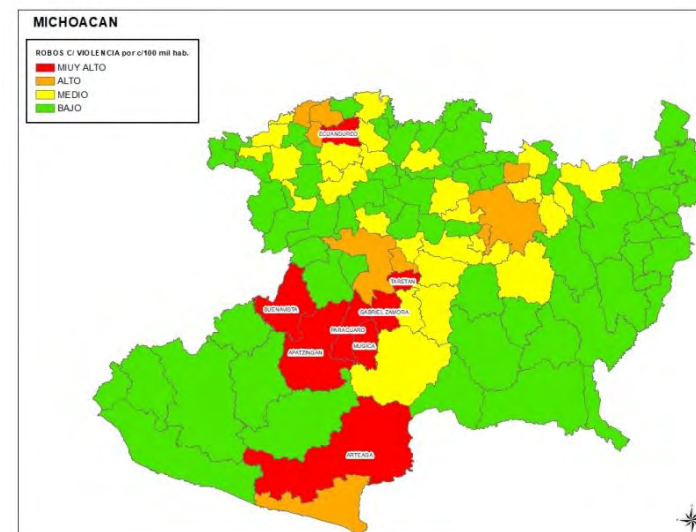 MICHOACAN
ROBOS C/ VIOLENCIA por c/100 mil hab.
MIUY ALTO
ALTO
MEDIO
BAJO
ECUANDUREO
TARETAN
BUENAVISTA
GABRIEL ZAMORA
PARACUARO
MUGICA
APATZINGAN
ARTEAGA